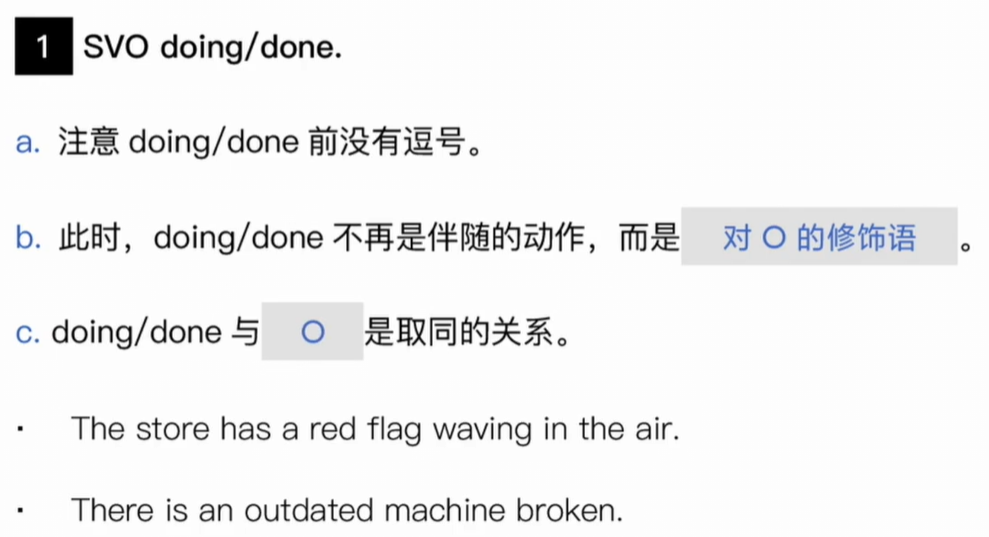 1 SVO doing/done.
a. 注意 doing/done 前没有逗号。
b. 此时，doing/done 不再是伴随的动作，而是 对 O 的修饰语 。
c. doing/done 与 O 是取同的关系。
· The store has a red flag waving in the air.
· There is an outdated machine broken.